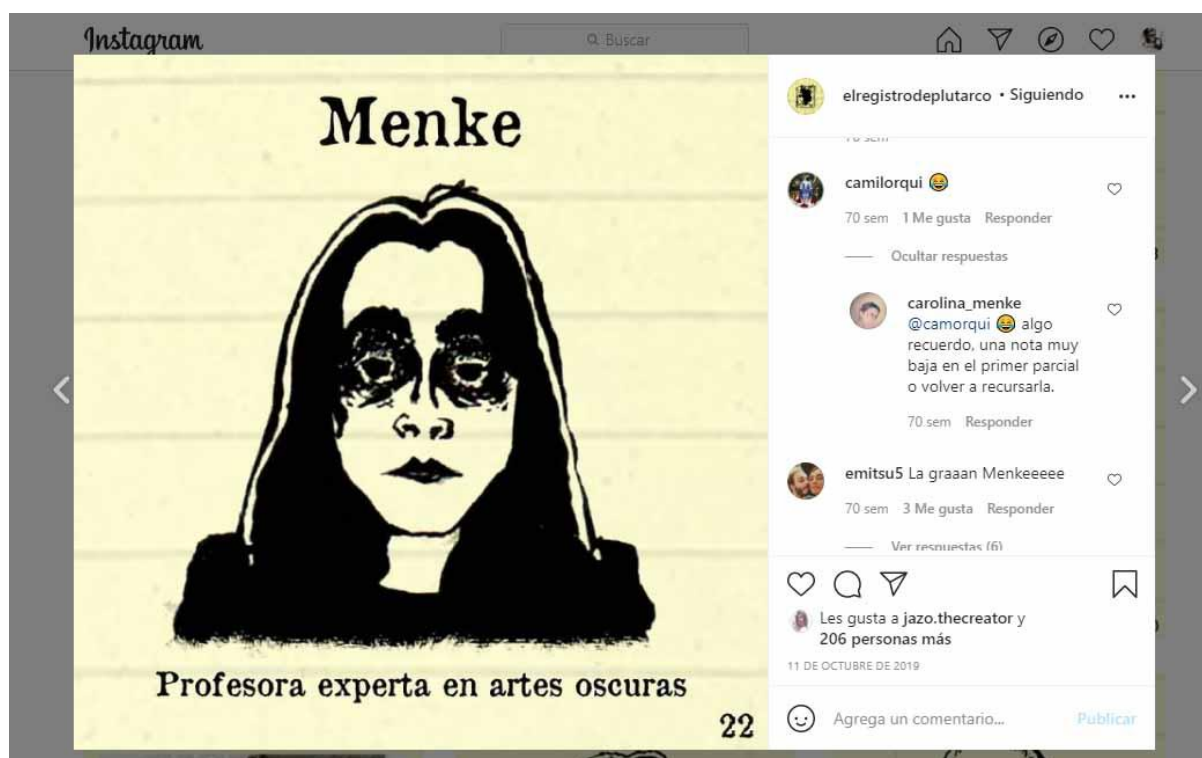 Instagram
Buscar
Menke
Profesora experta en artes oscuras
22
elregistrodeplutarco • Siguiendo
70 sem
camilorqui 😂
70 sem 1 Me gusta Responder
Ocultar respuestas
carolina_menke
@camorqui 😂 algo
recuerdo, una nota muy
baja en el primer parcial
o volver a recursarla.
70 sem Responder
emitsu5 La graaan Menkeeeee
70 sem 3 Me gusta Responder
Ver respuestas (6)
Les gusta a jazo.thecreator y
206 personas más
11 DE OCTUBRE DE 2019
Agrega un comentario... Publicar